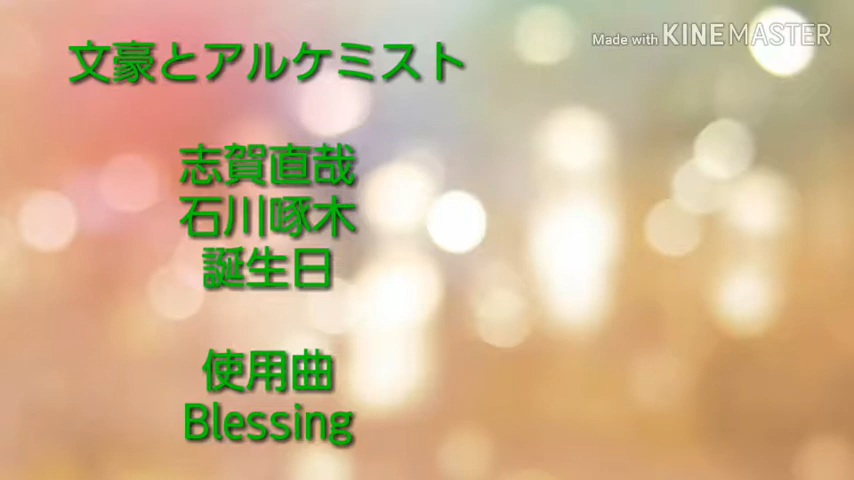 Made with KINEMASTER
文豪とアルケミスト
志賀直哉
石川啄木
誕生日
使用曲
Blessing